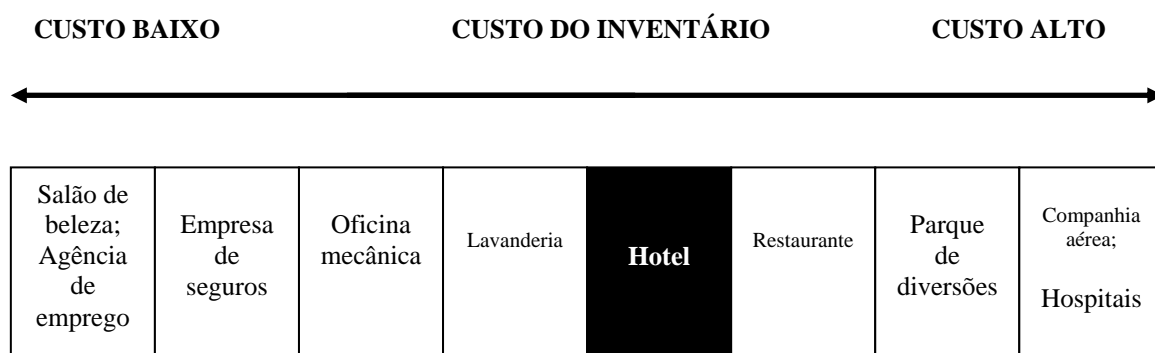 CUSTO BAIXO CUSTO DO INVENTÁRIO CUSTO ALTO
Salão de
beleza;
Agência
de
emprego
Empresa
de
seguros
Oficina
mecânica
Lavanderia
Hotel
Restaurante
Parque
de
diversões
Companhia
aérea;
Hospitais